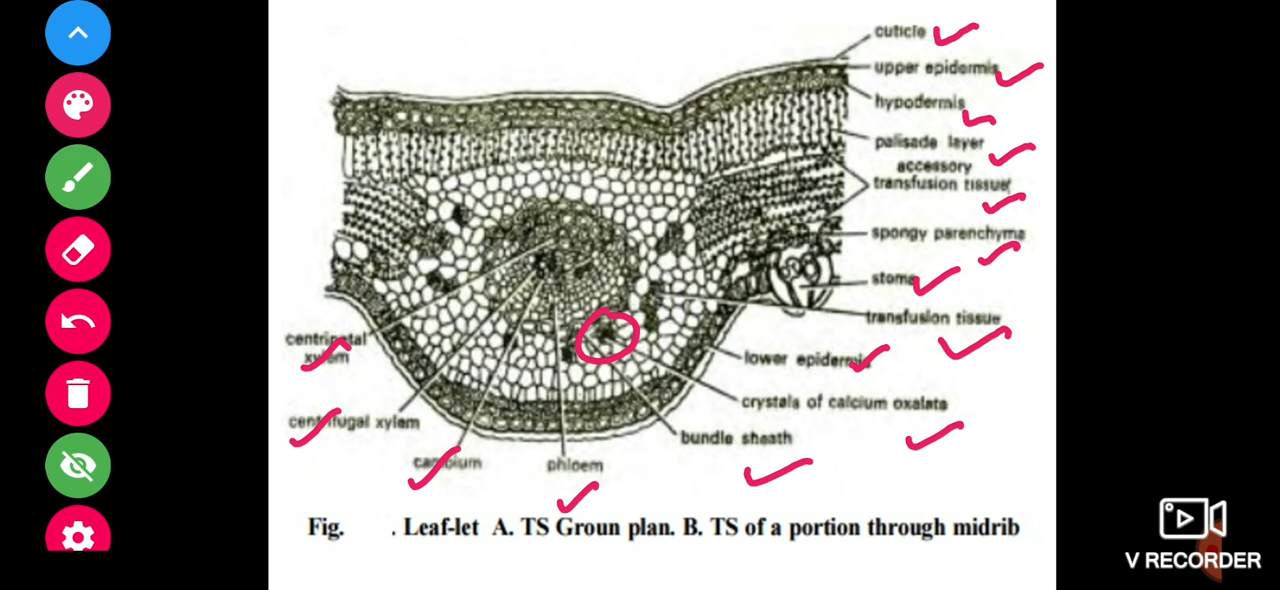 cuticle
upper epidermis
hypodermis
palisade layer
accessory
transfusion tissue
spongy parenchyma
stoma
transfusion tissue
lower epidermis
crystals of calcium oxalate
bundle sheath
centripetal
xylem
centrifugal xylem
cambium
phloem
Fig. . Leaf-let A. TS Groun plan. B. TS of a portion through midrib
V RECORDER